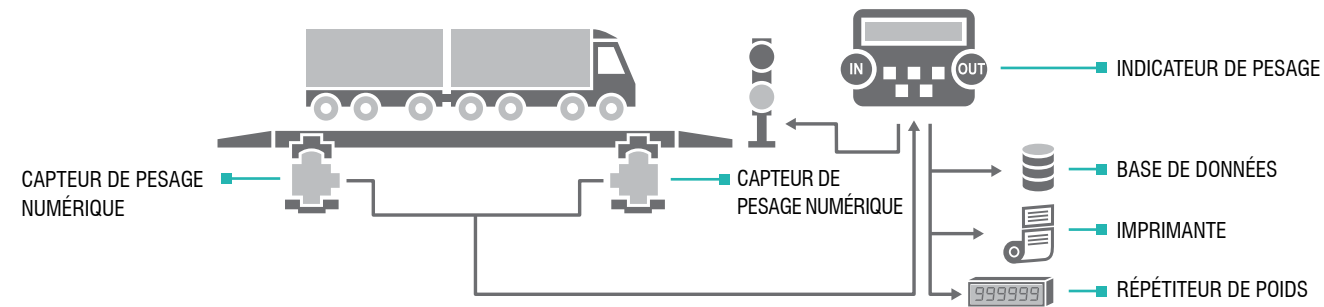 IN
OUT
INDICATEUR DE PESAGE
CAPTEUR DE PESAGE
NUMÉRIQUE
CAPTEUR DE
PESAGE NUMÉRIQUE
BASE DE DONNÉES
IMPRIMANTE
999999
RÉPÉTITEUR DE POIDS